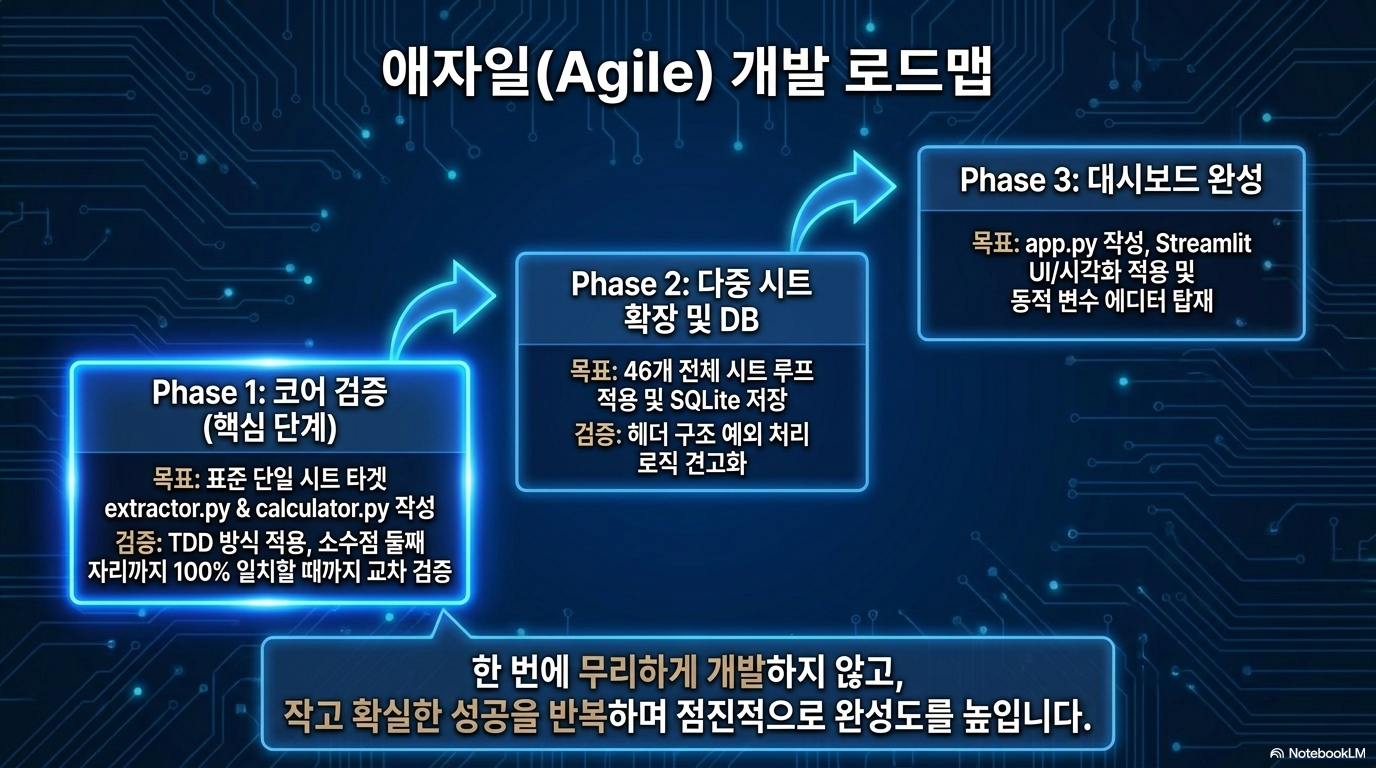 애자일(Agile) 개발 로드맵
Phase 1: 코어 검증
(핵심 단계)
목표: 표준 단일 시트 타겟
extractor.py & calculator.py 작성
검증: TDD 방식 적용, 소수점 둘째
자리까지 100% 일치할 때까지 교차 검증
Phase 2: 다중 시트
확장 및 DB
목표: 46개 전체 시트 루프
적용 및 SQLite 저장
검증: 헤더 구조 예외 처리
로직 견고화
Phase 3: 대시보드 완성
목표: app.py 작성, Streamlit
UI/시각화 적용 및
동적 변수 에디터 탑재
한 번에 무리하게 개발하지 않고,
작고 확실한 성공을 반복하며 점진적으로 완성도를 높입니다.
NotebookLM